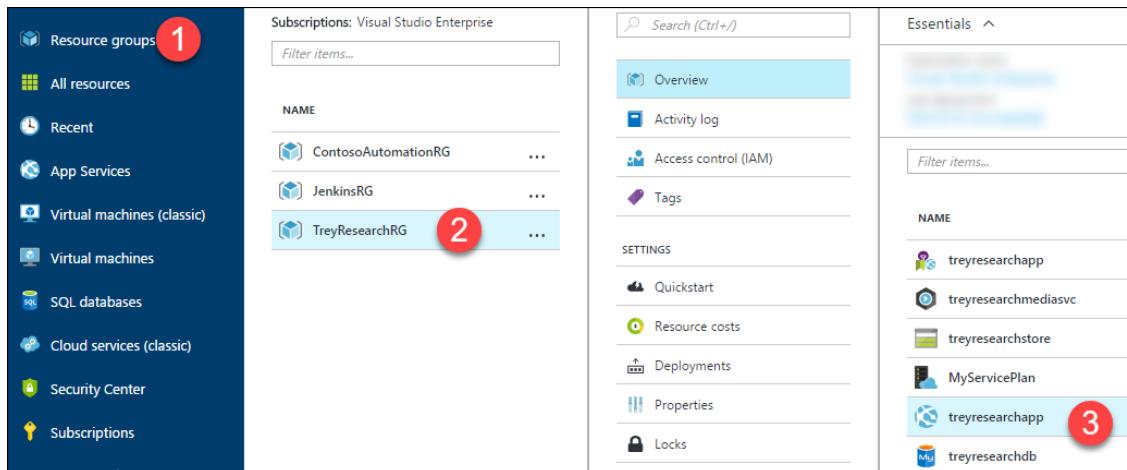 Resource groups
1
All resources
Recent
App Services
Virtual machines (classic)
Virtual machines
SQL databases
Cloud services (classic)
Security Center
Subscriptions
Subscriptions: Visual Studio Enterprise
Filter items...
NAME
ContosoAutomationRG ...
JenkinsRG ...
TreyResearchRG 2 ...
Search (Ctrl+/)
Overview
Activity log
Access control (IAM)
Tags
SETTINGS
Quickstart
Resource costs
Deployments
Properties
Locks
Essentials
Filter items...
NAME
treyresearchapp
treyresearchmediasvc
treyresearchstore
MyServicePlan
treyresearchapp
3
treyresearchdb